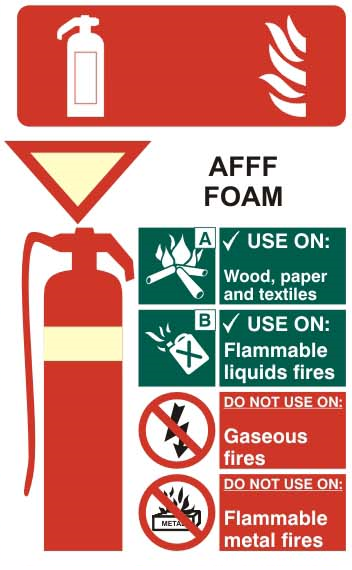 AFFF
FOAM
A
✓ USE ON:
Wood, paper
and textiles
B
✓ USE ON:
Flammable
liquids fires
DO NOT USE ON:
Gaseous
fires
METAL
DO NOT USE ON:
Flammable
metal fires